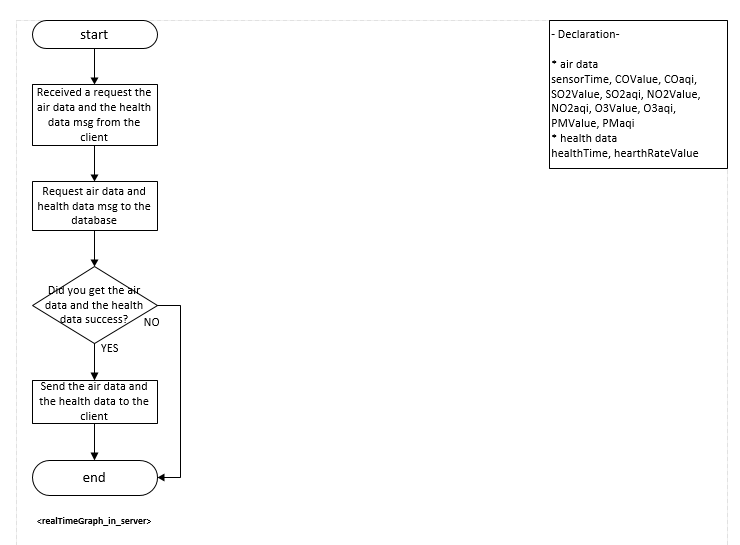 start
Received a request the
air data and the health
data msg from the
client
Request air data and
health data msg to the
database
Did you get the air
data and the health
data success?
NO
YES
Send the air data and
the health data to the
client
end
<realTimeGraph_in_server>
- Declaration-
* air data
sensorTime, COValue, COaqi,
SO2Value, SO2aqi, NO2Value,
NO2aqi, O3Value, O3aqi,
PMValue, PMaqi
* health data
healthTime, hearthRateValue